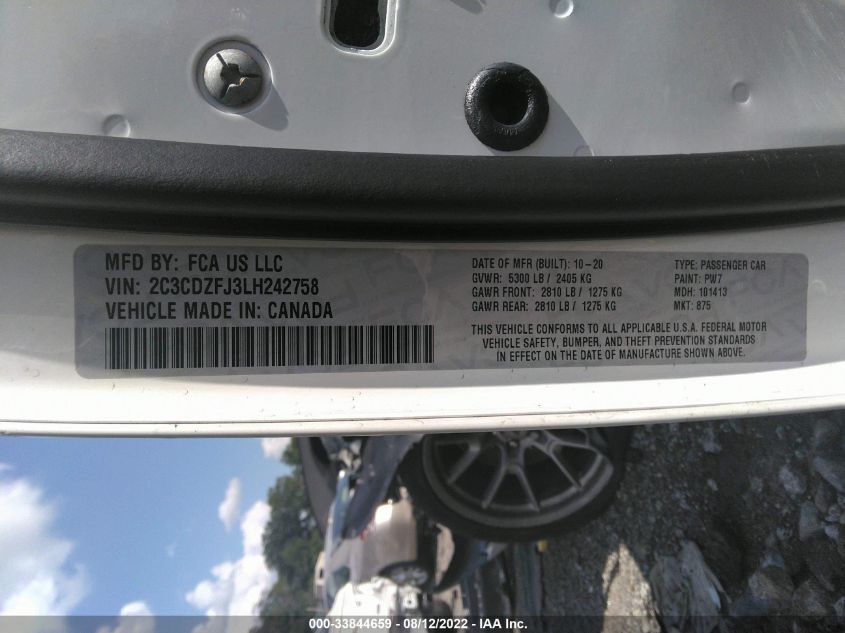 MFD BY: FCA US LLC
VIN: 2C3CDZFJ3LH242758
VEHICLE MADE IN: CANADA
DATE OF MFR (BUILT): 10-20
GVWR: 5300 LB / 2405 KG
GAWR FRONT: 2810 LB / 1275 KG
GAWR REAR: 2810 LB / 1275 KG
TYPE: PASSENGER CAR
PAINT: PW7
MDH: 101413
MKT: 875
THIS VEHICLE CONFORMS TO ALL APPLICABLE U.S.A. FEDERAL MOTOR
VEHICLE SAFETY, BUMPER, AND THEFT PREVENTION STANDARDS
IN EFFECT ON THE DATE OF MANUFACTURE SHOWN ABOVE.
000-33844659 - 08/12/2022 - IAA Inc.